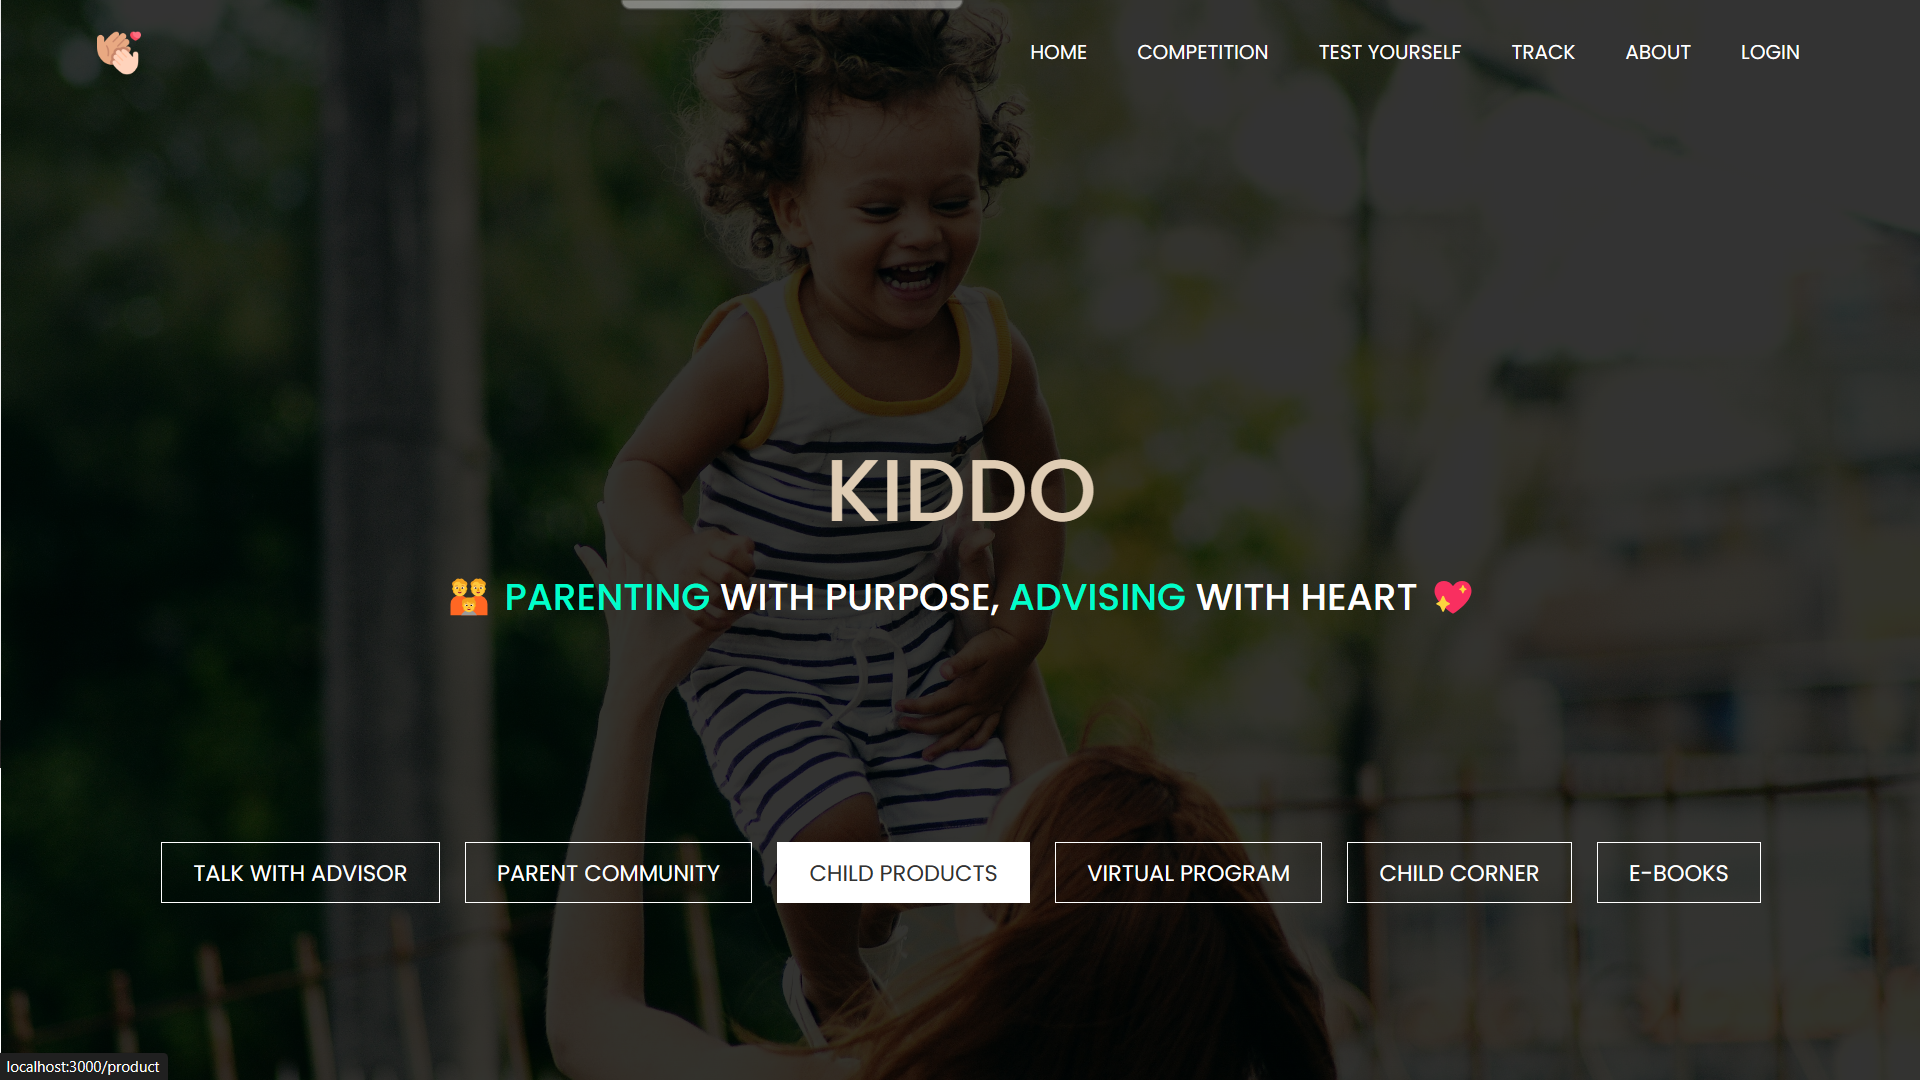 HOME COMPETITION TEST YOURSELF TRACK ABOUT LOGIN
KIDDO
👨‍👩‍👦 PARENTING WITH PURPOSE, ADVISING WITH HEART 💖
TALK WITH ADVISOR PARENT COMMUNITY CHILD PRODUCTS VIRTUAL PROGRAM CHILD CORNER E-BOOKS
localhost:3000/product